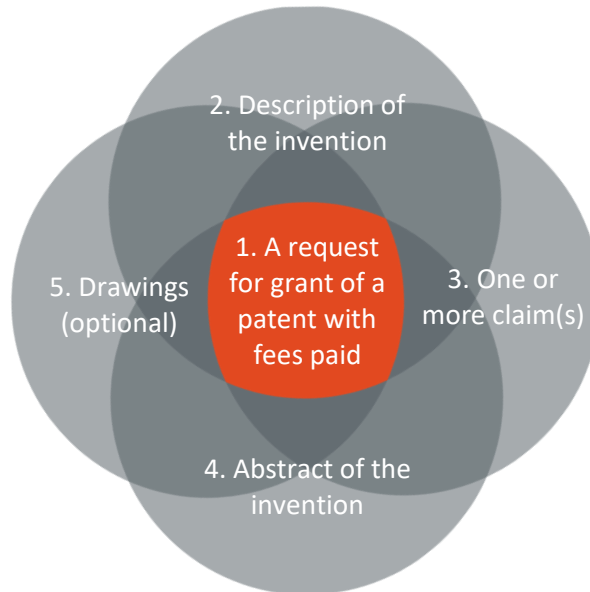 2. Description of
the invention
1. A request
for grant of a
patent with
fees paid
3. One or
more claim(s)
5. Drawings
(optional)
4. Abstract of the
invention